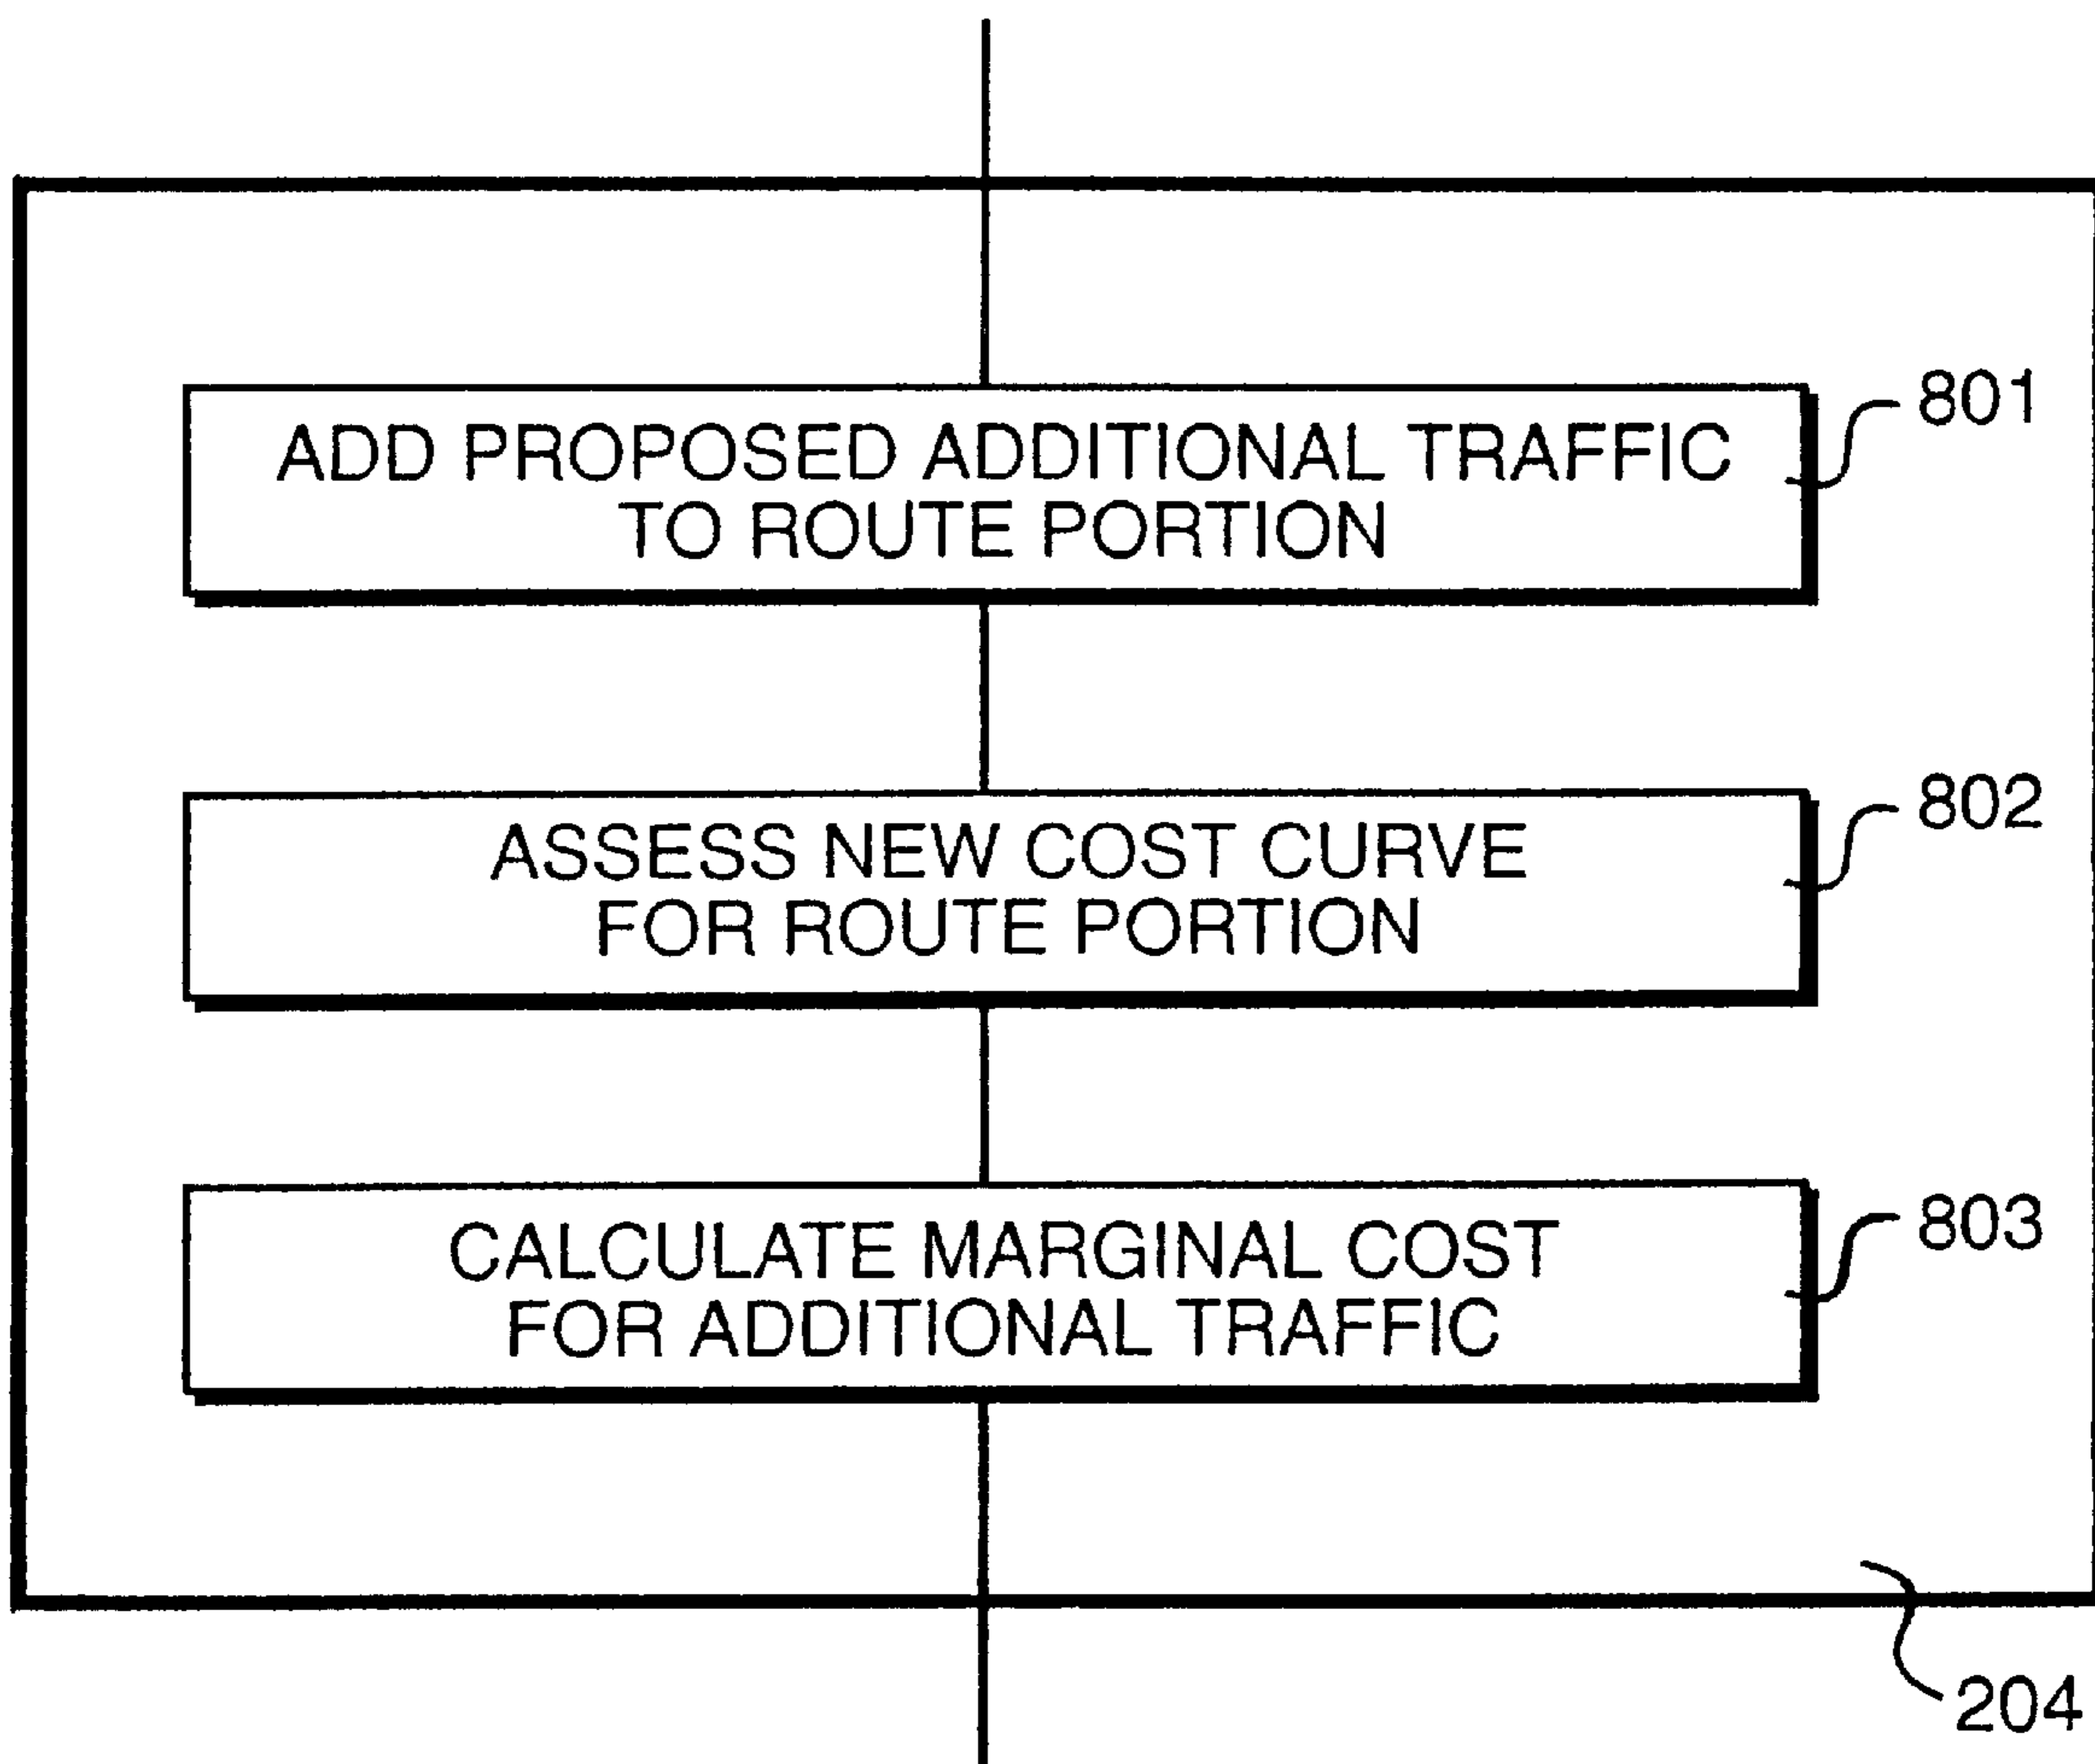 801
ADD PROPOSED ADDITIONAL TRAFFIC
TO ROUTE PORTION
802
ASSESS NEW COST CURVE
FOR ROUTE PORTION
803
CALCULATE MARGINAL COST
FOR ADDITIONAL TRAFFIC
204